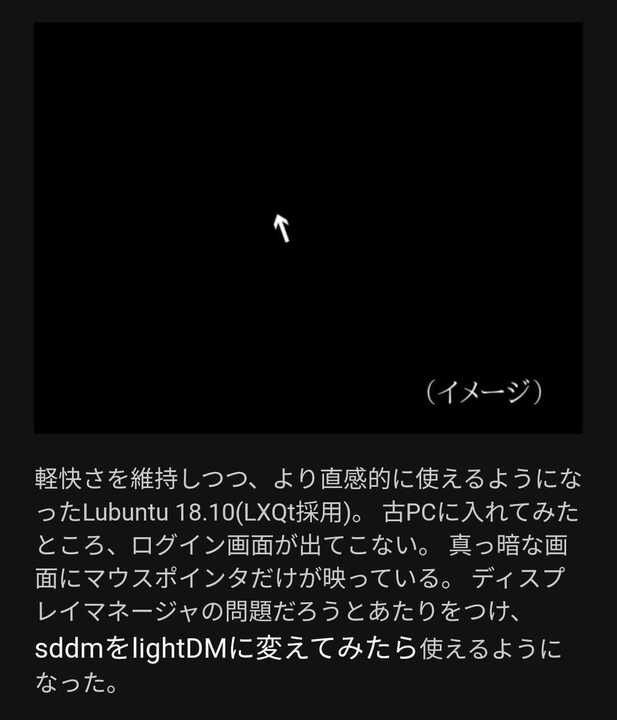 （イメージ）
軽快さを維持しつつ、より直感的に使えるようにな
ったLubuntu 18.10(LXQt採用)。 古PCに入れてみた
ところ、ログイン画面が出てこない。 真っ暗な画
面にマウスポインタだけが映っている。 ディスプ
レイマネージャの問題だろうとあたりをつけ、
sddmをlightDMに変えてみたら使えるように
なった。